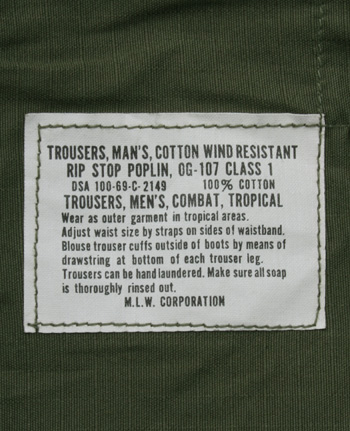 TROUSERS, MAN'S, COTTON WIND RESISTANT
RIP STOP POPLIN, OG-107 CLASS 1
DSA 100-69-C-2149 100% COTTON
TROUSERS, MEN'S, COMBAT, TROPICAL
Wear as outer garment in tropical areas.
Adjust waist size by straps on sides of waistband.
Blouse trouser cuffs outside of boots by means of
drawstring at bottom of each trouser leg.
Trousers can be hand laundered. Make sure all soap
is thoroughly rinsed out.
M.L.W. CORPORATION